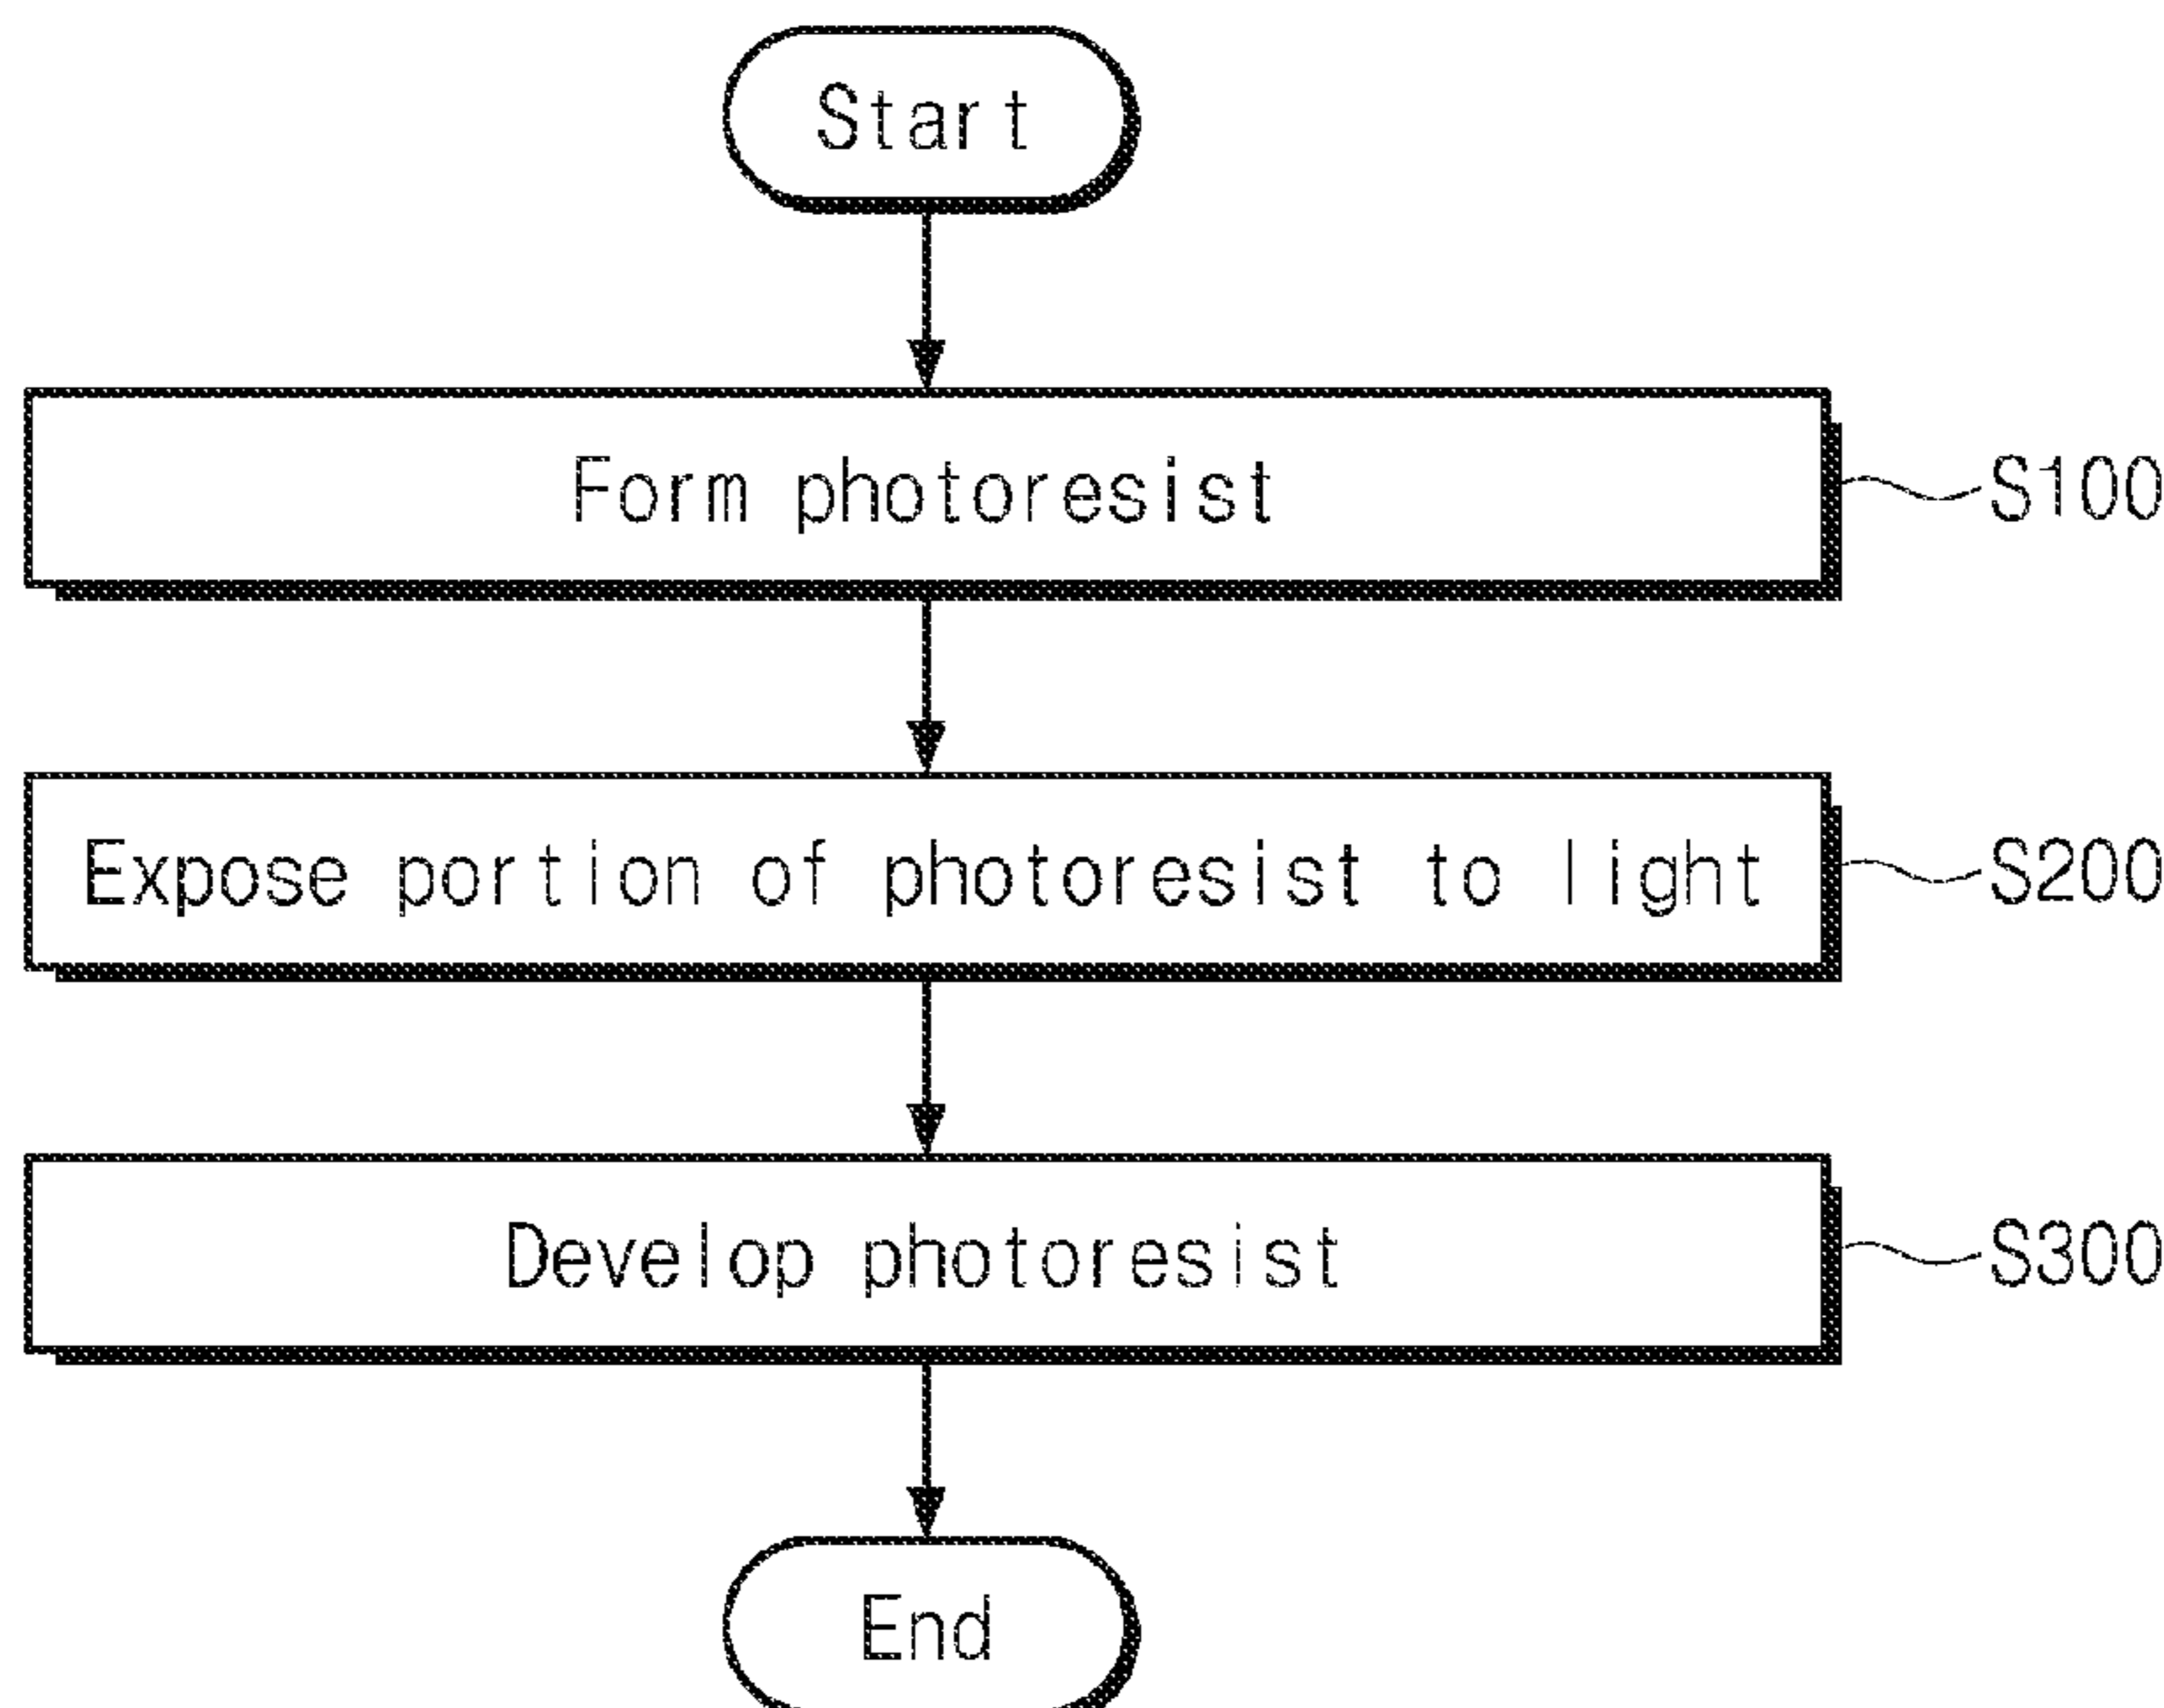 Start
Form photoresist
S100
Expose portion of photoresist to light
S200
Develop photoresist
S300
End